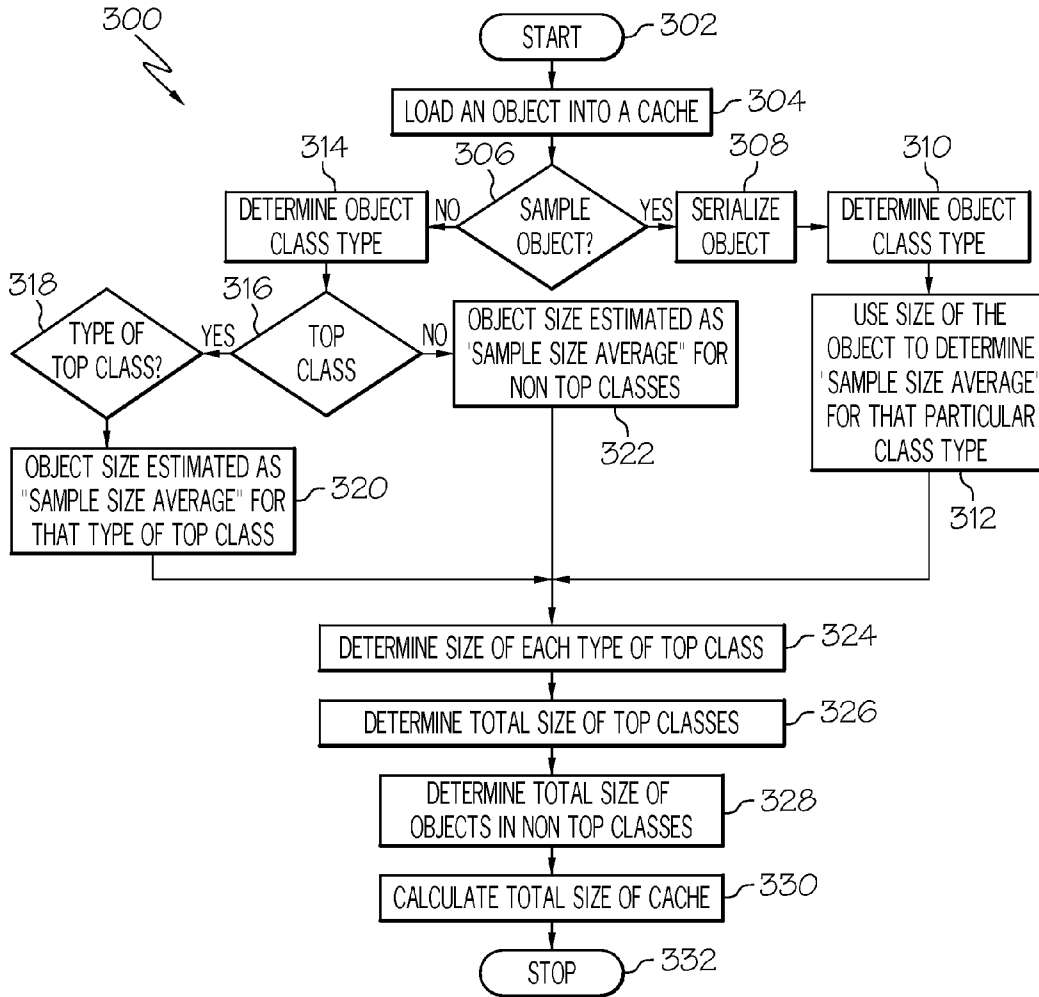 300
START
302
LOAD AN OBJECT INTO A CACHE
304
314
306
308
310
DETERMINE OBJECT
CLASS TYPE
NO
SAMPLE
OBJECT?
YES
SERIALIZE
OBJECT
DETERMINE OBJECT
CLASS TYPE
318
TYPE OF
TOP CLASS?
YES
316
TOP
CLASS
NO
OBJECT SIZE ESTIMATED AS
"SAMPLE SIZE AVERAGE" FOR
NON TOP CLASSES
322
USE SIZE OF THE
OBJECT TO DETERMINE
"SAMPLE SIZE AVERAGE"
FOR THAT PARTICULAR
CLASS TYPE
312
OBJECT SIZE ESTIMATED AS
"SAMPLE SIZE AVERAGE" FOR
THAT TYPE OF TOP CLASS
320
DETERMINE SIZE OF EACH TYPE OF TOP CLASS
324
DETERMINE TOTAL SIZE OF TOP CLASSES
326
DETERMINE TOTAL SIZE OF
OBJECTS IN NON TOP CLASSES
328
CALCULATE TOTAL SIZE OF CACHE
330
STOP
332